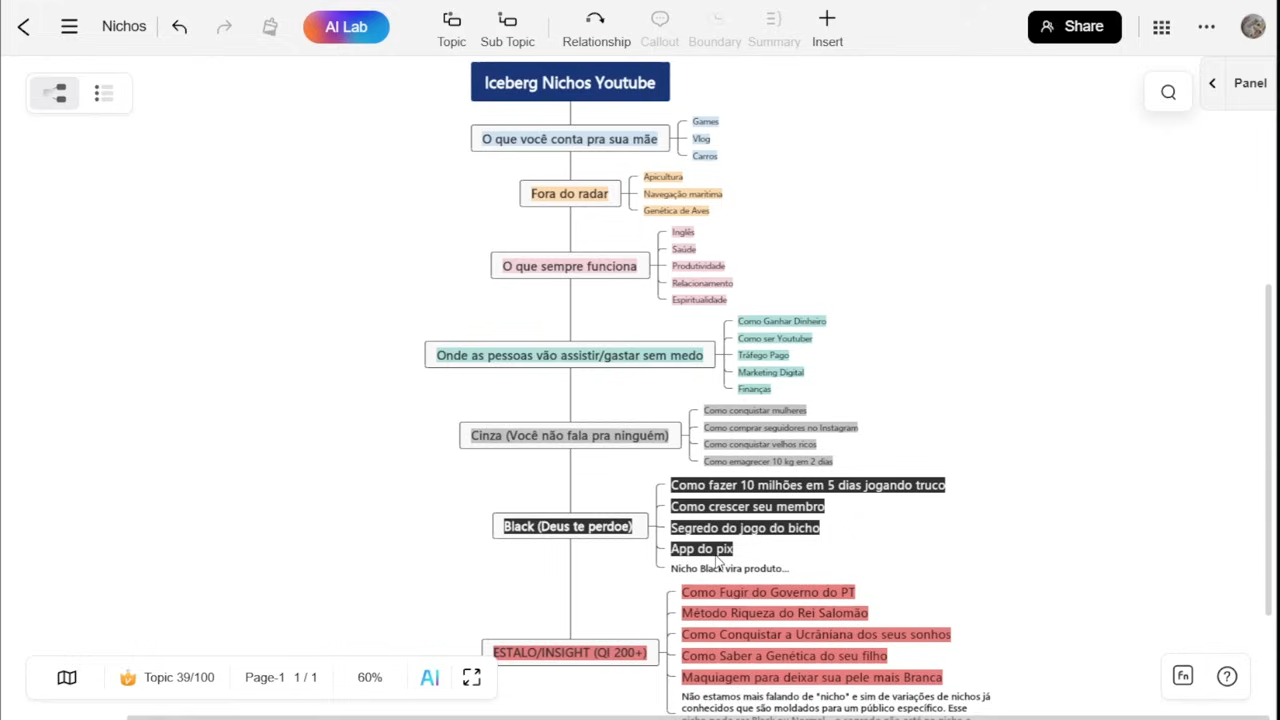 Nichos
AI Lab
Topic
Sub Topic
Relationship
Callout
Boundary
Summary
Insert
Share
Panel
Iceberg Nichos Youtube
O que você conta pra sua mãe
Games
Vlog
Carros
Fora do radar
Apicultura
Navegação marítima
Genética de Aves
O que sempre funciona
Inglês
Saúde
Produtividade
Relacionamento
Espiritualidade
Onde as pessoas vão assistir/gastar sem medo
Como Ganhar Dinheiro
Como ser Youtuber
Tráfego Pago
Marketing Digital
Finanças
Cinza (Você não fala pra ninguém)
Como conquistar mulheres
Como comprar seguidores no Instagram
Como conquistar velhos ricos
Como emagrecer 10 kg em 2 dias
Black (Deus te perdoe)
Como fazer 10 milhões em 5 dias jogando truco
Como crescer seu membro
Segredo do jogo do bicho
App do pix
Nicho Black vira produto...
ESTALO/INSIGHT (QI 200+)
Como Fugir do Governo do PT
Método Riqueza do Rei Salomão
Como Conquistar a Ucrâniana dos seus sonhos
Como Saber a Genética do seu filho
Maquiagem para deixar sua pele mais Branca
Não estamos mais falando de "nicho" e sim de variações de nichos já
conhecidos que são moldados para um público específico. Esse
Topic 39/100
Page-1 1 / 1
60%
AI
fn